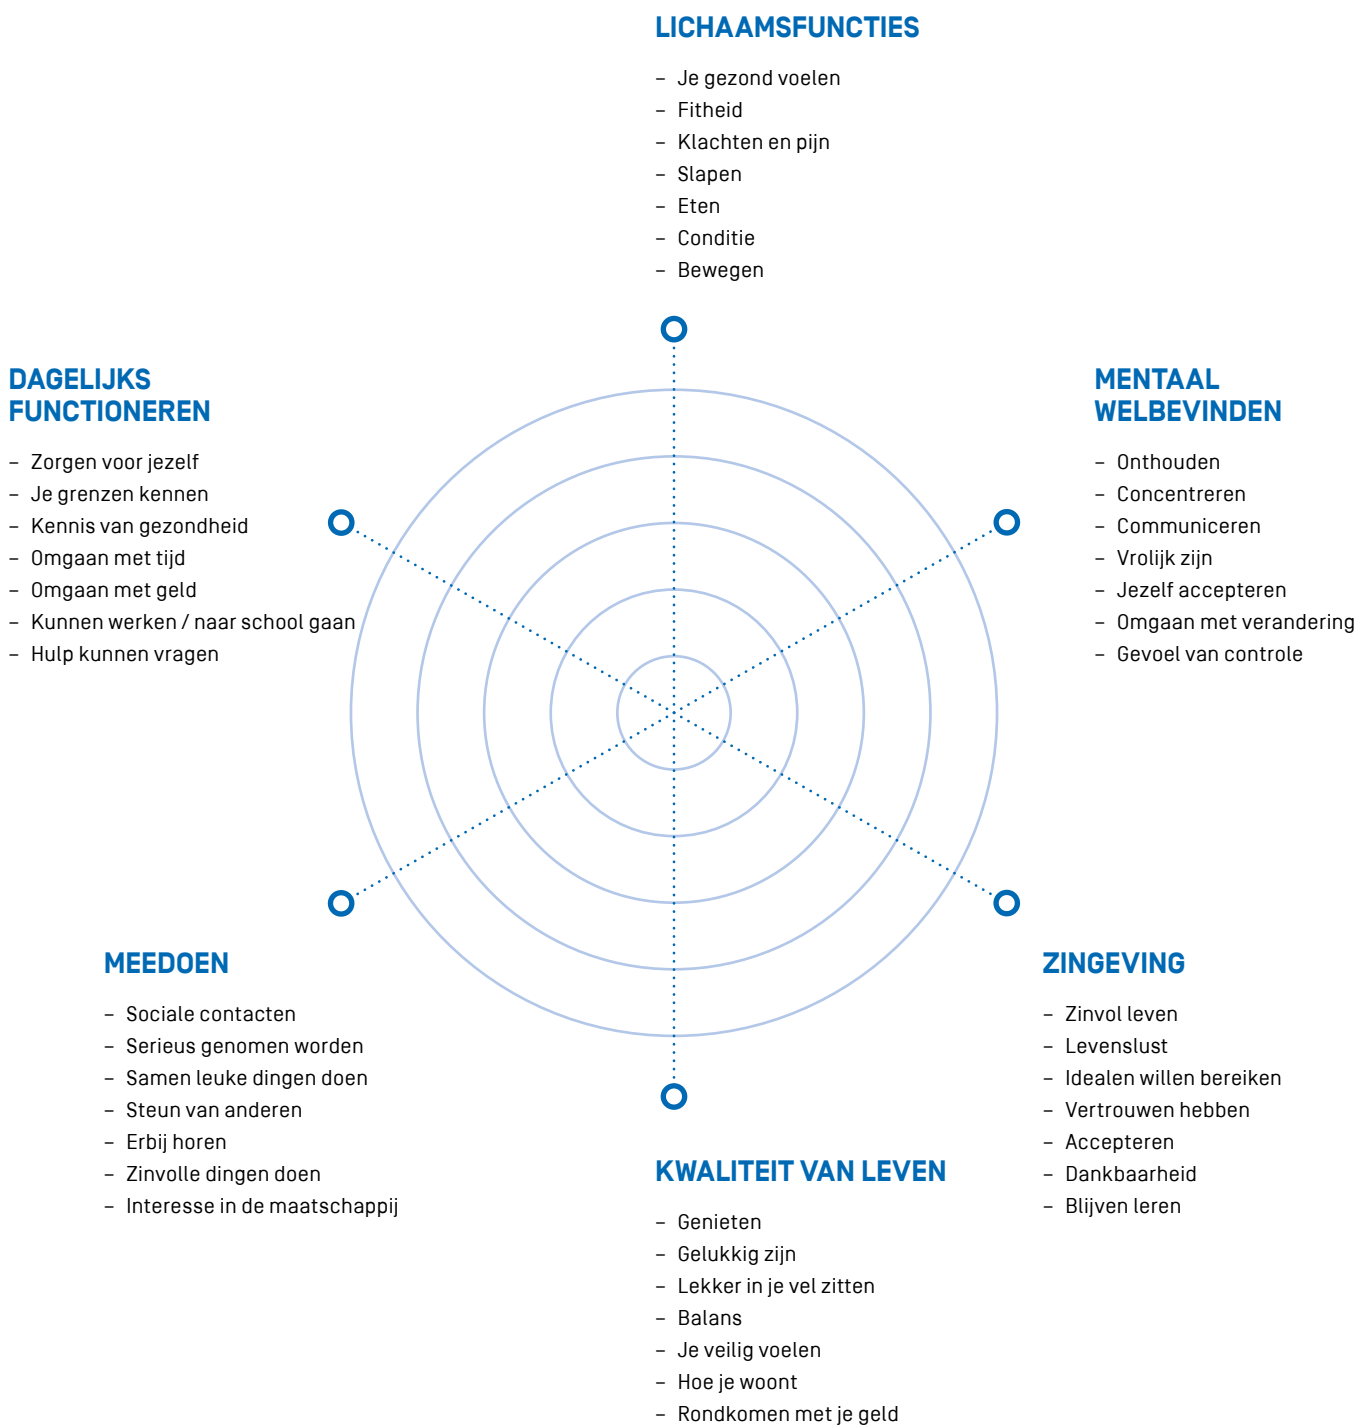 LICHAAMSFUNCTIES
– Je gezond voelen
– Fitheid
– Klachten en pijn
– Slapen
– Eten
– Conditie
– Bewegen
DAGELIJKS
FUNCTIONEREN
– Zorgen voor jezelf
– Je grenzen kennen
– Kennis van gezondheid
– Omgaan met tijd
– Omgaan met geld
– Kunnen werken / naar school gaan
– Hulp kunnen vragen
MENTAAL
WELBEVINDEN
– Onthouden
– Concentreren
– Communiceren
– Vrolijk zijn
– Jezelf accepteren
– Omgaan met verandering
– Gevoel van controle
MEEDOEN
– Sociale contacten
– Serieus genomen worden
– Samen leuke dingen doen
– Steun van anderen
– Erbij horen
– Zinvolle dingen doen
– Interesse in de maatschappij
ZINGEVING
– Zinvol leven
– Levenslust
– Idealen willen bereiken
– Vertrouwen hebben
– Accepteren
– Dankbaarheid
– Blijven leren
KWALITEIT VAN LEVEN
– Genieten
– Gelukkig zijn
– Lekker in je vel zitten
– Balans
– Je veilig voelen
– Hoe je woont
– Rondkomen met je geld